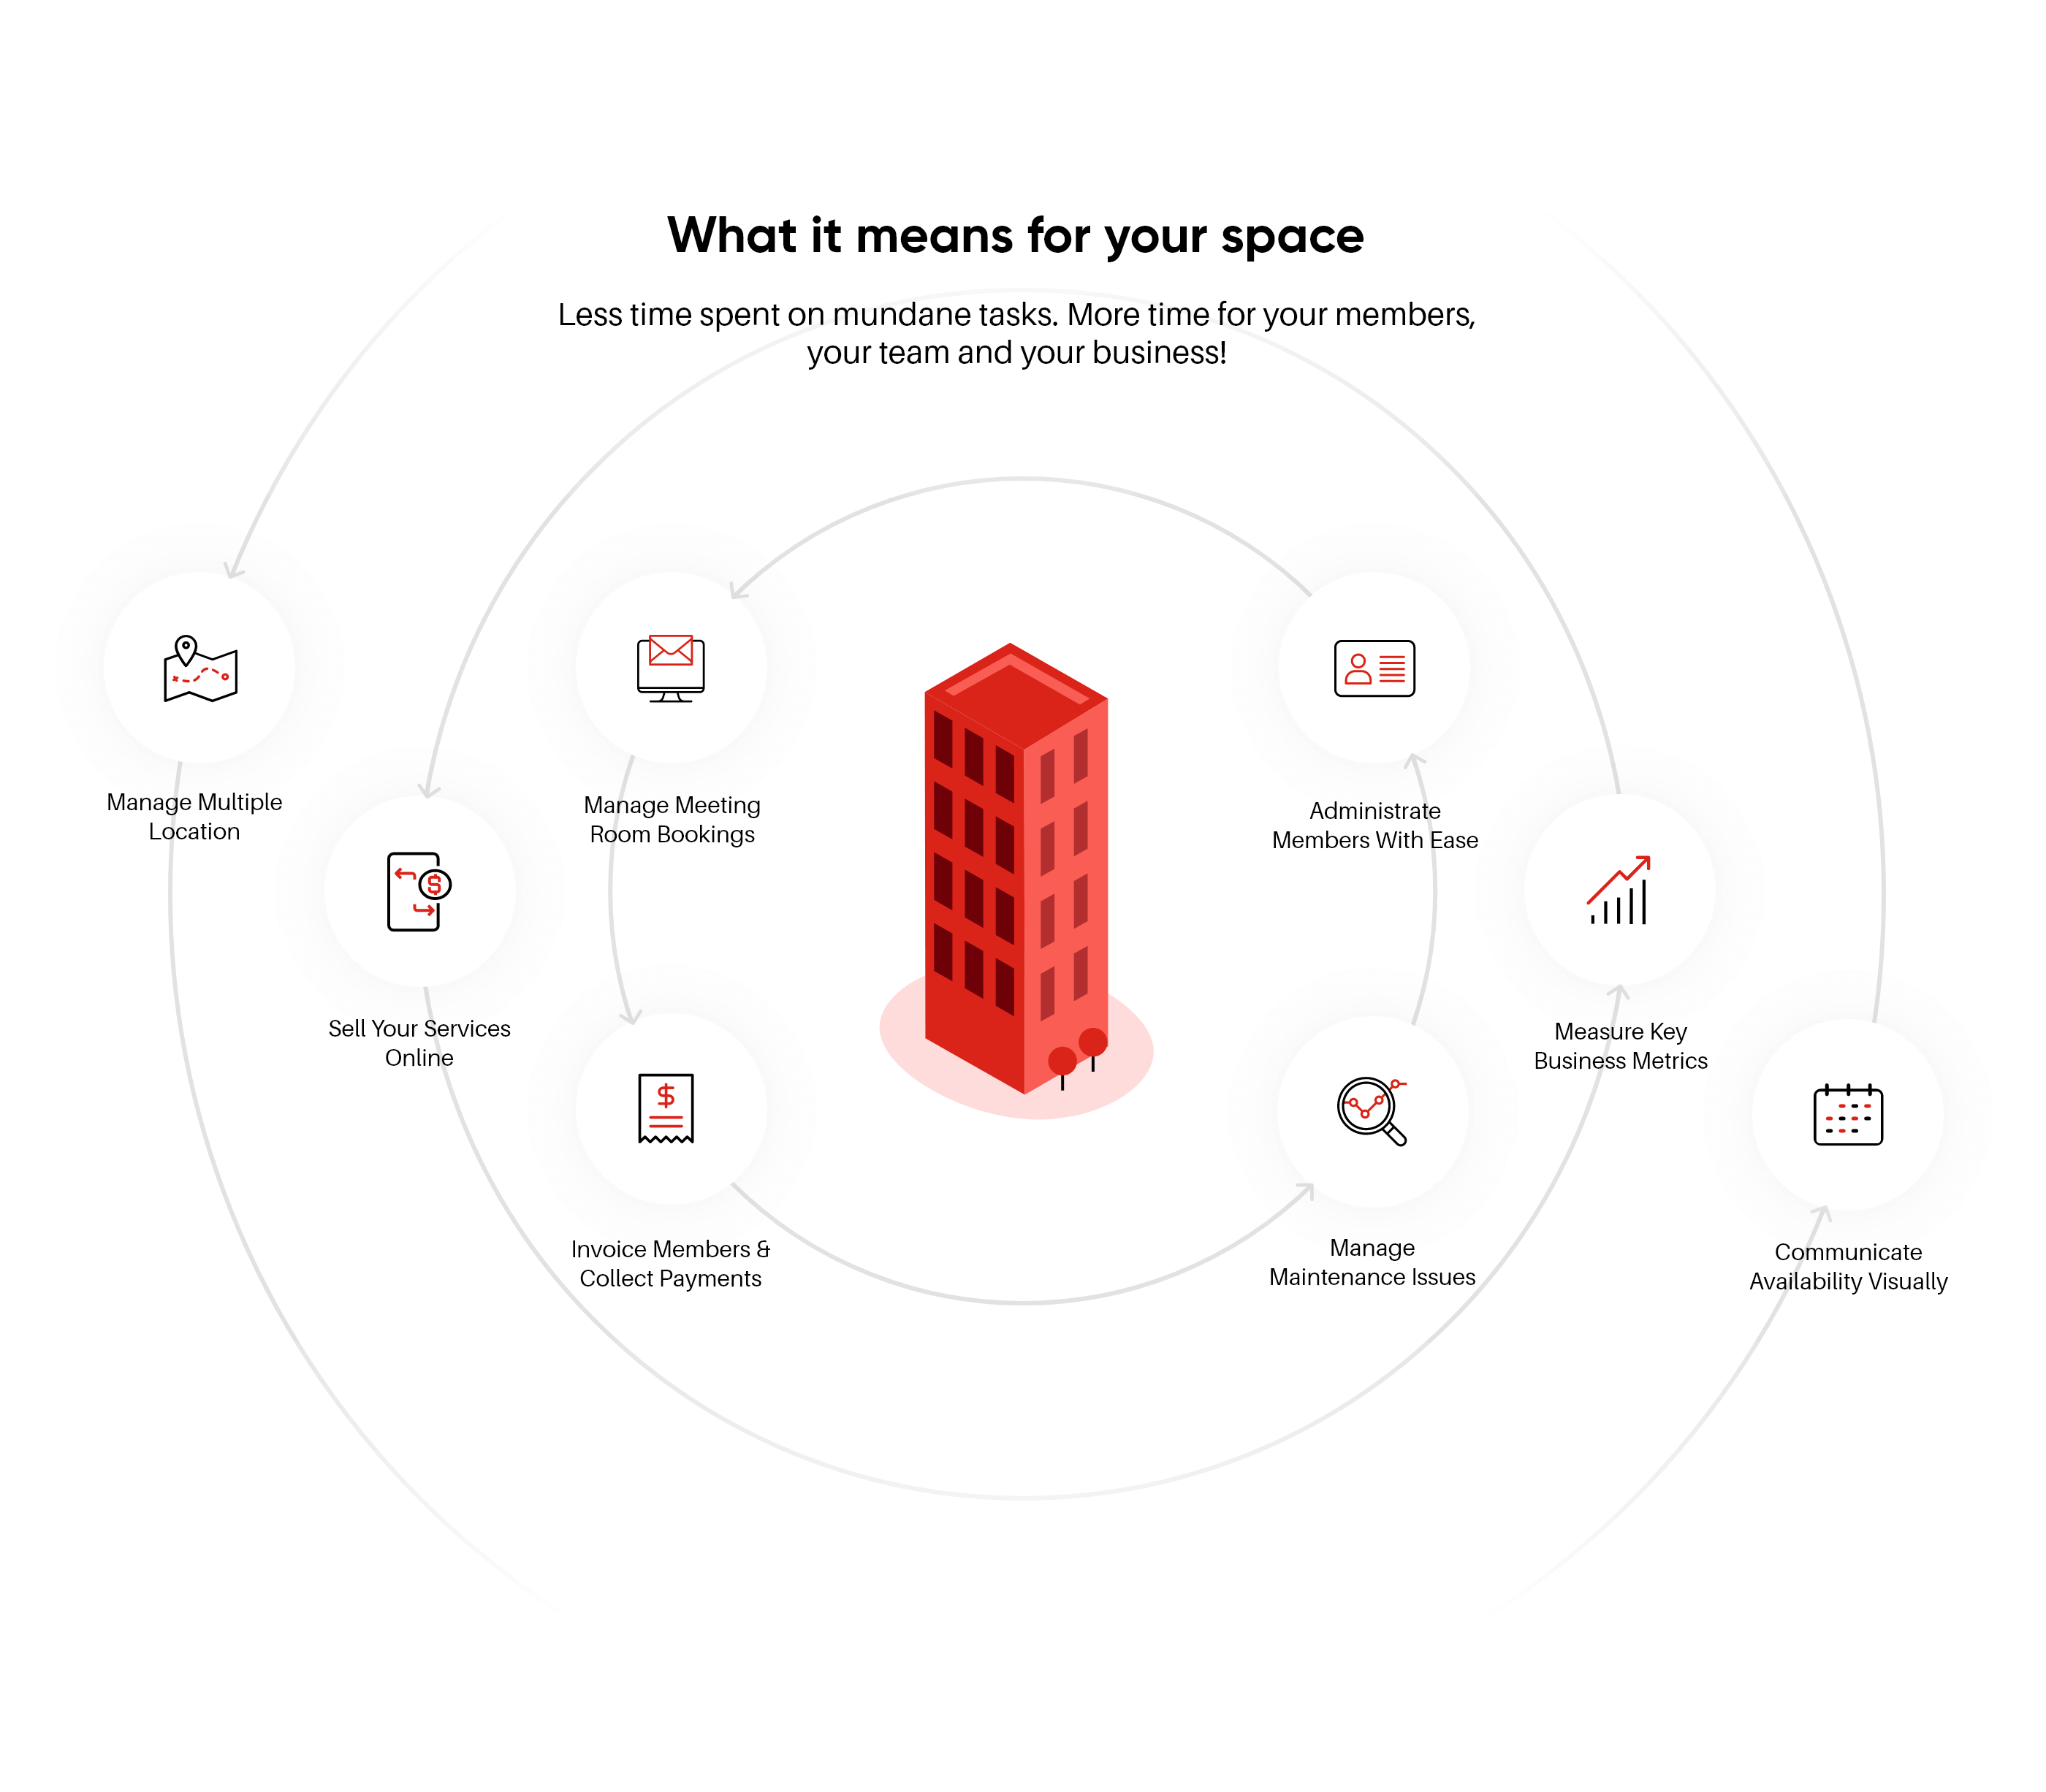 What it means for your space
Less time spent on mundane tasks. More time for your members,
your team and your business!
Manage Multiple
Location
Manage Meeting
Room Bookings
Administrate
Members With Ease
Sell Your Services
Online
Measure Key
Business Metrics
Invoice Members &
Collect Payments
Manage
Maintenance Issues
Communicate
Availability Visually